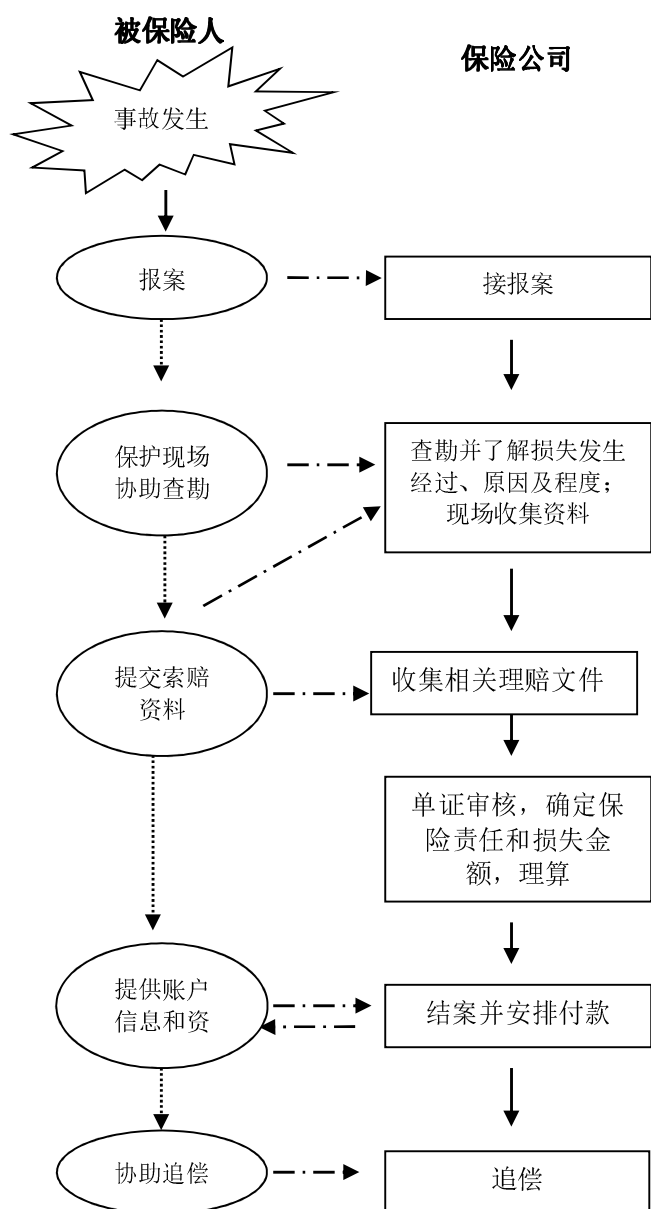 被保险人
保险公司
事故发生
报案
接报案
保护现场
协助查勘
查勘并了解损失发生
经过、原因及程度；
现场收集资料
提交索赔
资料
收集相关理赔文件
单证审核，确定保
险责任和损失金
额，理算
提供账户
信息和资
结案并安排付款
协助追偿
追偿